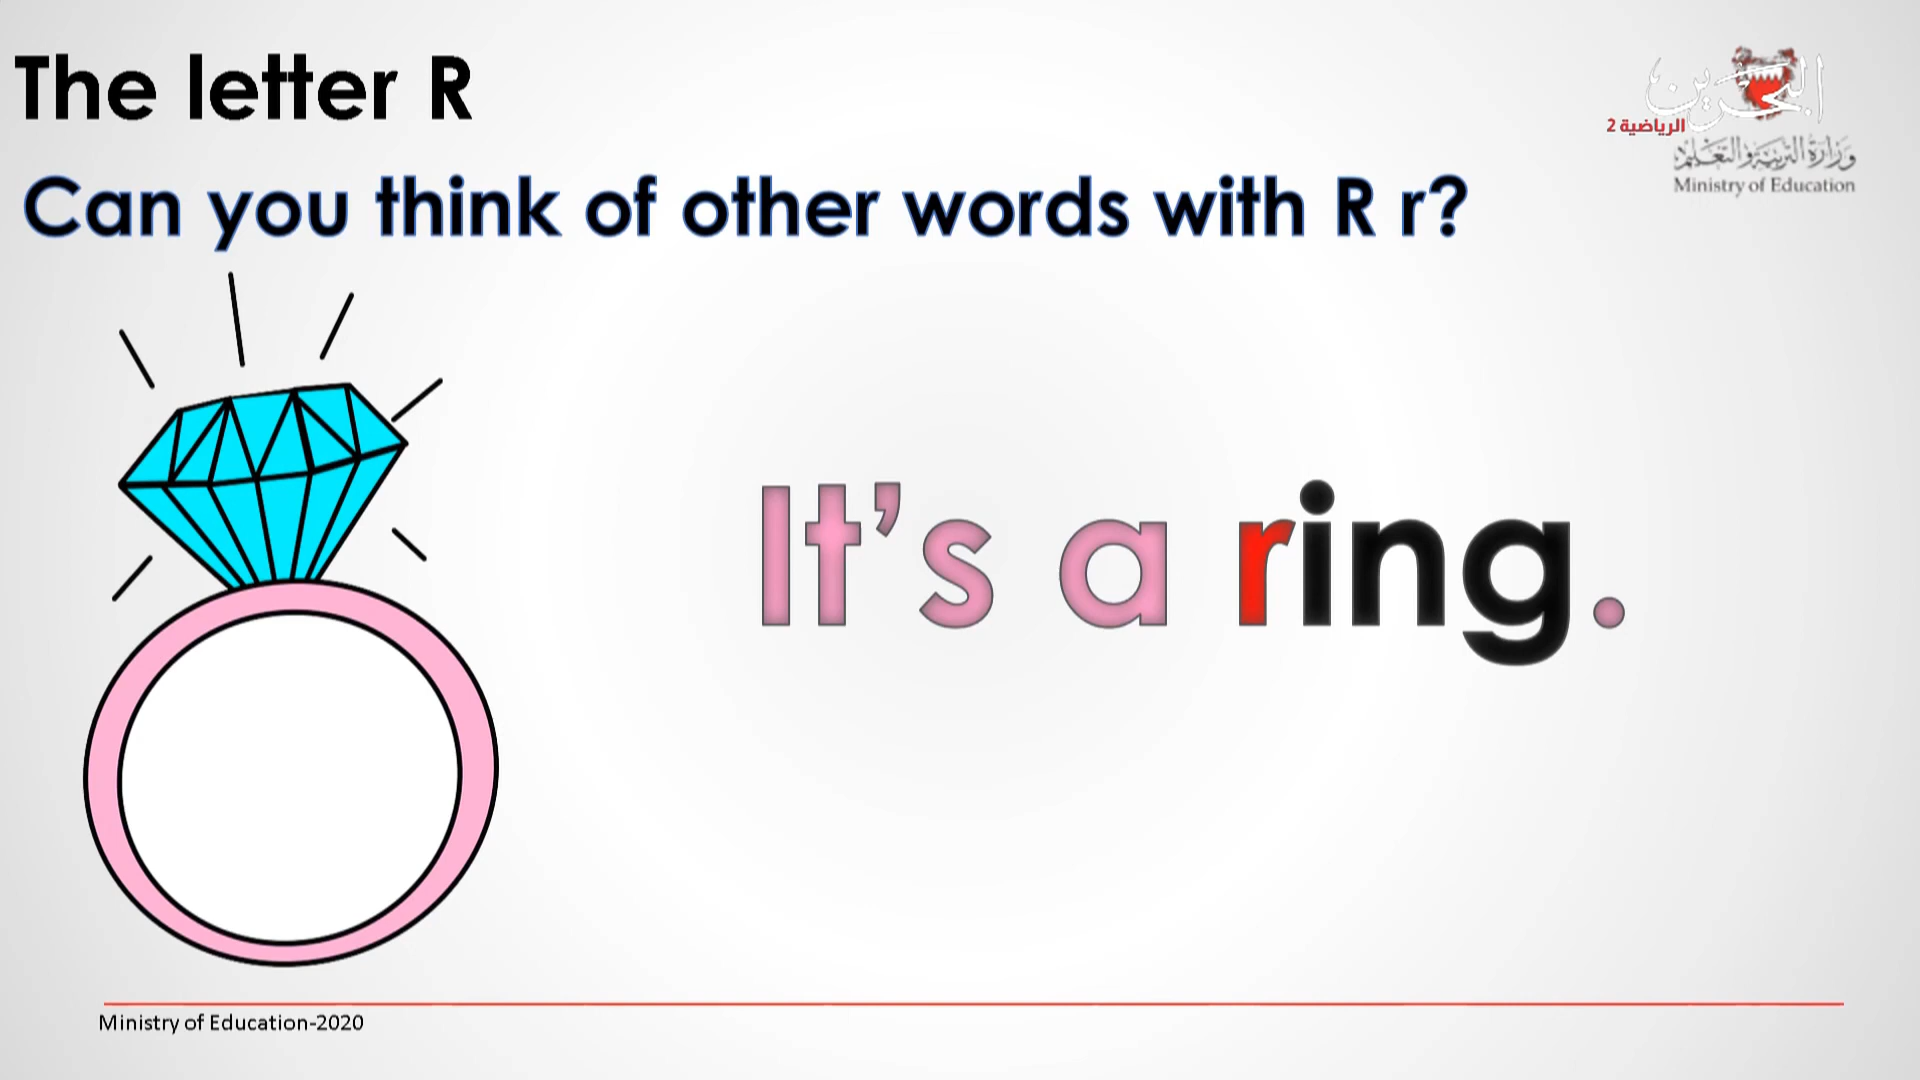 The letter R
Can you think of other words with R r?
البحرين
الرياضية 2
وزارة التربية والتعليم
Ministry of Education
It's a ring.
Ministry of Education-2020